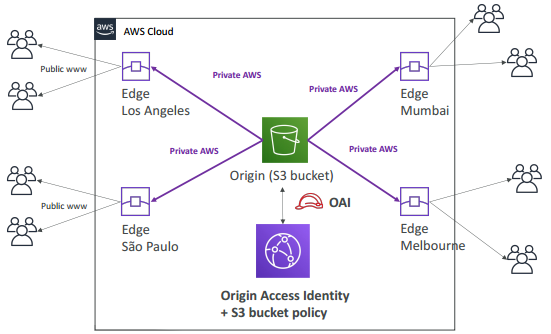 aws
AWS Cloud
Public www
Private AWS
Private AWS
Edge
Los Angeles
Edge
Mumbai
Private AWS
Private AWS
Origin (S3 bucket)
Public www
OAI
Edge
São Paulo
Edge
Melbourne
Origin Access Identity
+ S3 bucket policy